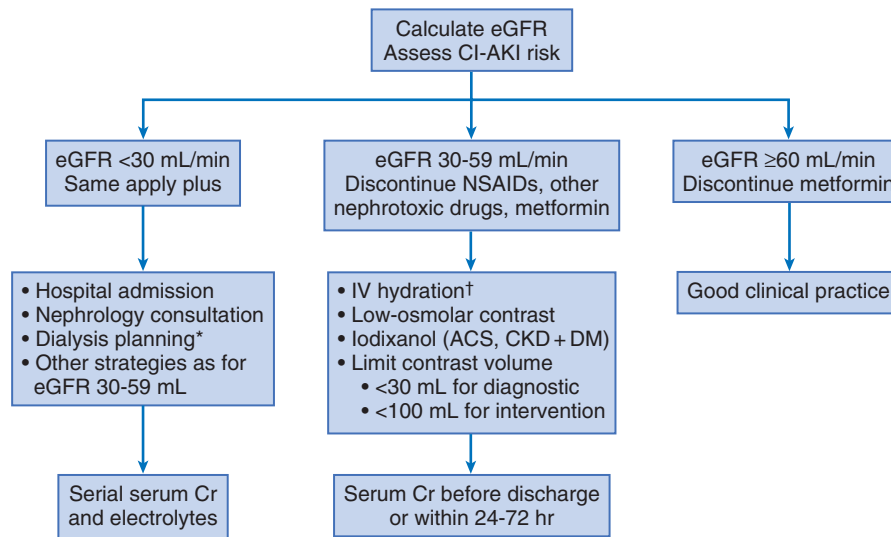 Calculate eGFR
Assess CI-AKI risk
eGFR <30 mL/min
Same apply plus
eGFR 30-59 mL/min
Discontinue NSAIDs, other
nephrotoxic drugs, metformin
eGFR ≥60 mL/min
Discontinue metformin
• Hospital admission
• Nephrology consultation
• Dialysis planning*
• Other strategies as for
eGFR 30-59 mL
• IV hydration†
• Low-osmolar contrast
• Iodixanol (ACS, CKD + DM)
• Limit contrast volume
• <30 mL for diagnostic
• <100 mL for intervention
Good clinical practice
Serial serum Cr
and electrolytes
Serum Cr before discharge
or within 24-72 hr